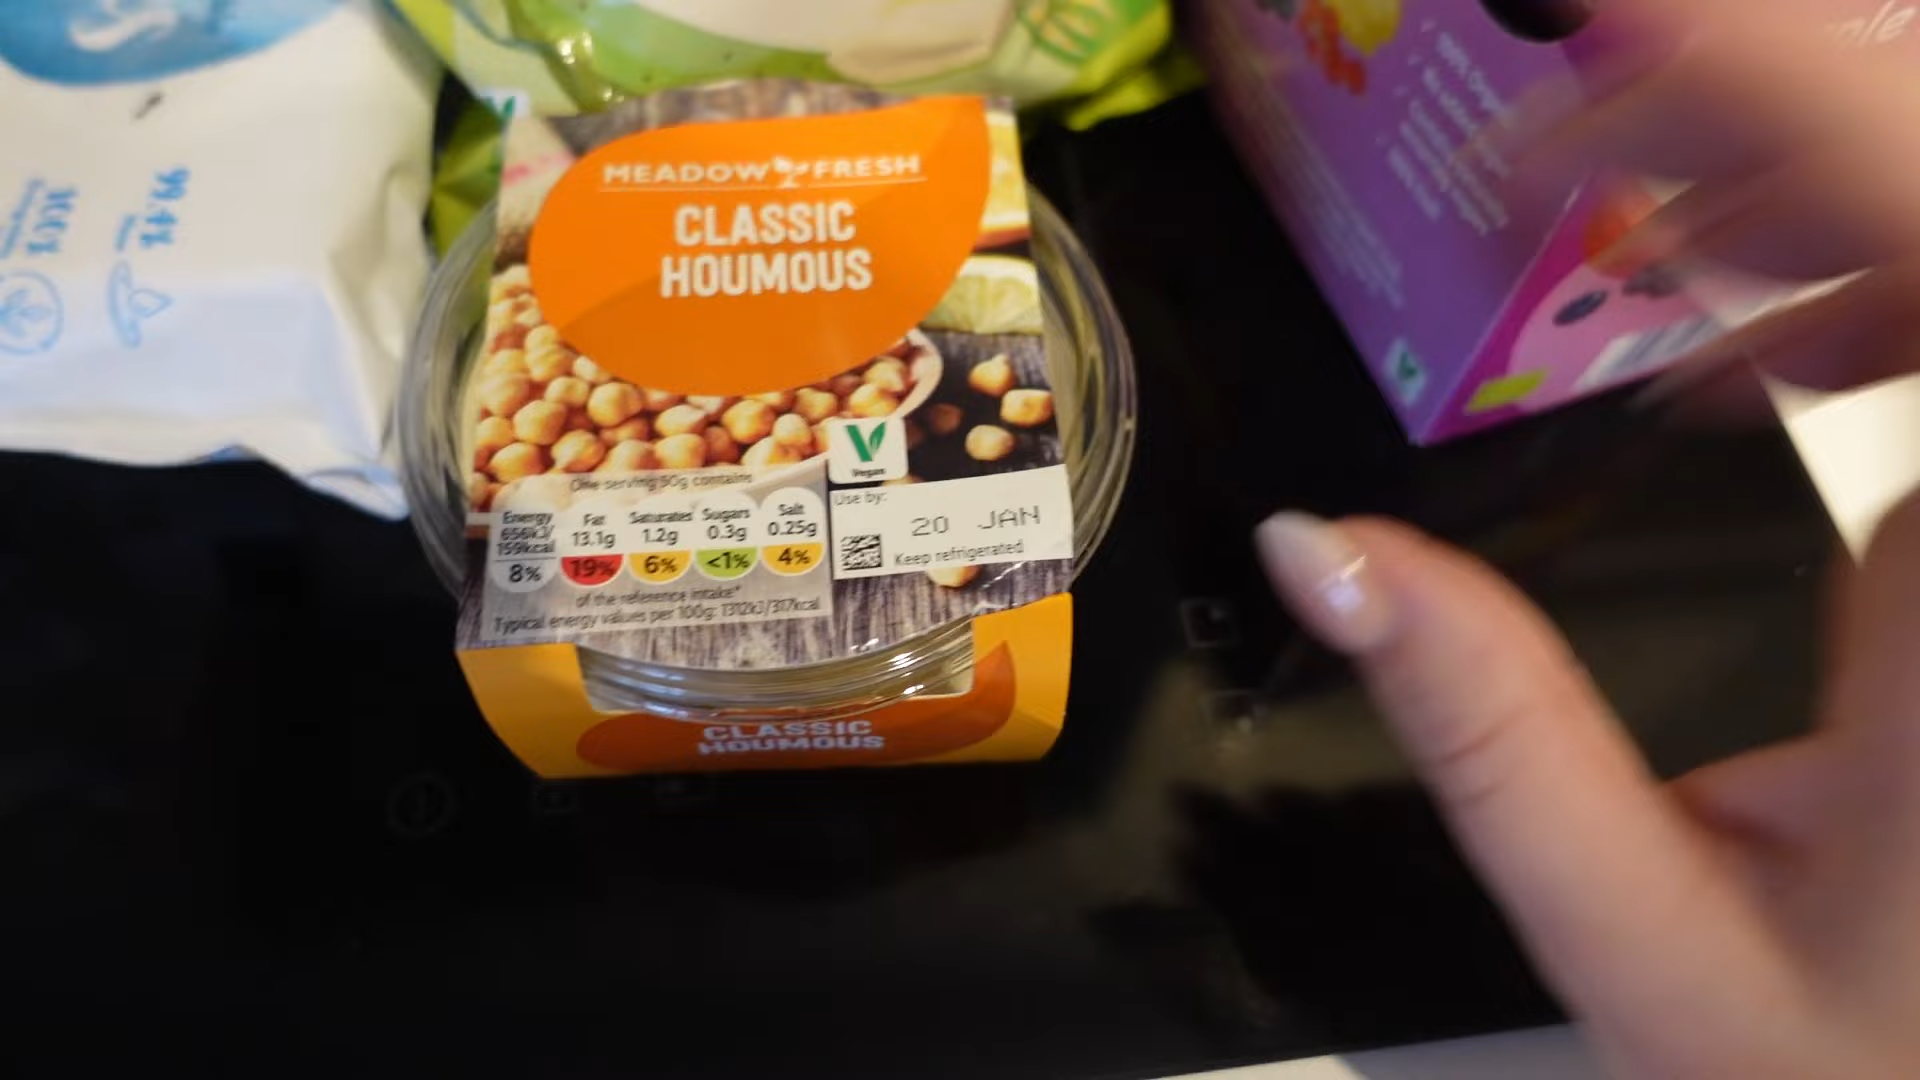 MEADOW FRESH
CLASSIC
HOUMOUS
Vegan
One serving 50g contains
Energy
656kJ/
159kcal
8%
Fat
13.1g
19%
Saturates
1.2g
6%
Sugars
0.3g
<1%
Salt
0.25g
4%
of the reference intake*
Typical energy values per 100g: 1312kJ/317kcal
Use by:
20 JAN
Keep refrigerated
CLASSIC
HOUMOUS